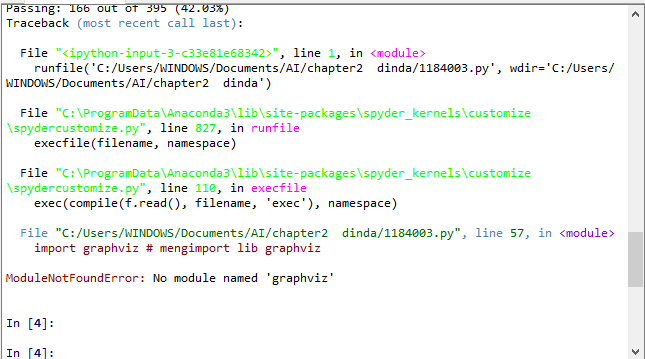 Passing: 166 out of 395 (42.03%)
Traceback (most recent call last):
File "<ipython-input-3-c33e81e68342>", line 1, in <module>
runfile('C:/Users/WINDOWS/Documents/AI/chapter2  dinda/1184003.py', wdir='C:/Users/
WINDOWS/Documents/AI/chapter2  dinda')
File "C:\ProgramData\Anaconda3\lib\site-packages\spyder_kernels\customize
\spydercustomize.py", line 827, in runfile
execfile(filename, namespace)
File "C:\ProgramData\Anaconda3\lib\site-packages\spyder_kernels\customize
\spydercustomize.py", line 110, in execfile
exec(compile(f.read(), filename, 'exec'), namespace)
File "C:/Users/WINDOWS/Documents/AI/chapter2  dinda/1184003.py", line 57, in <module>
import graphviz # mengimport lib graphviz
ModuleNotFoundError: No module named 'graphviz'
In [4]:
In [4]: